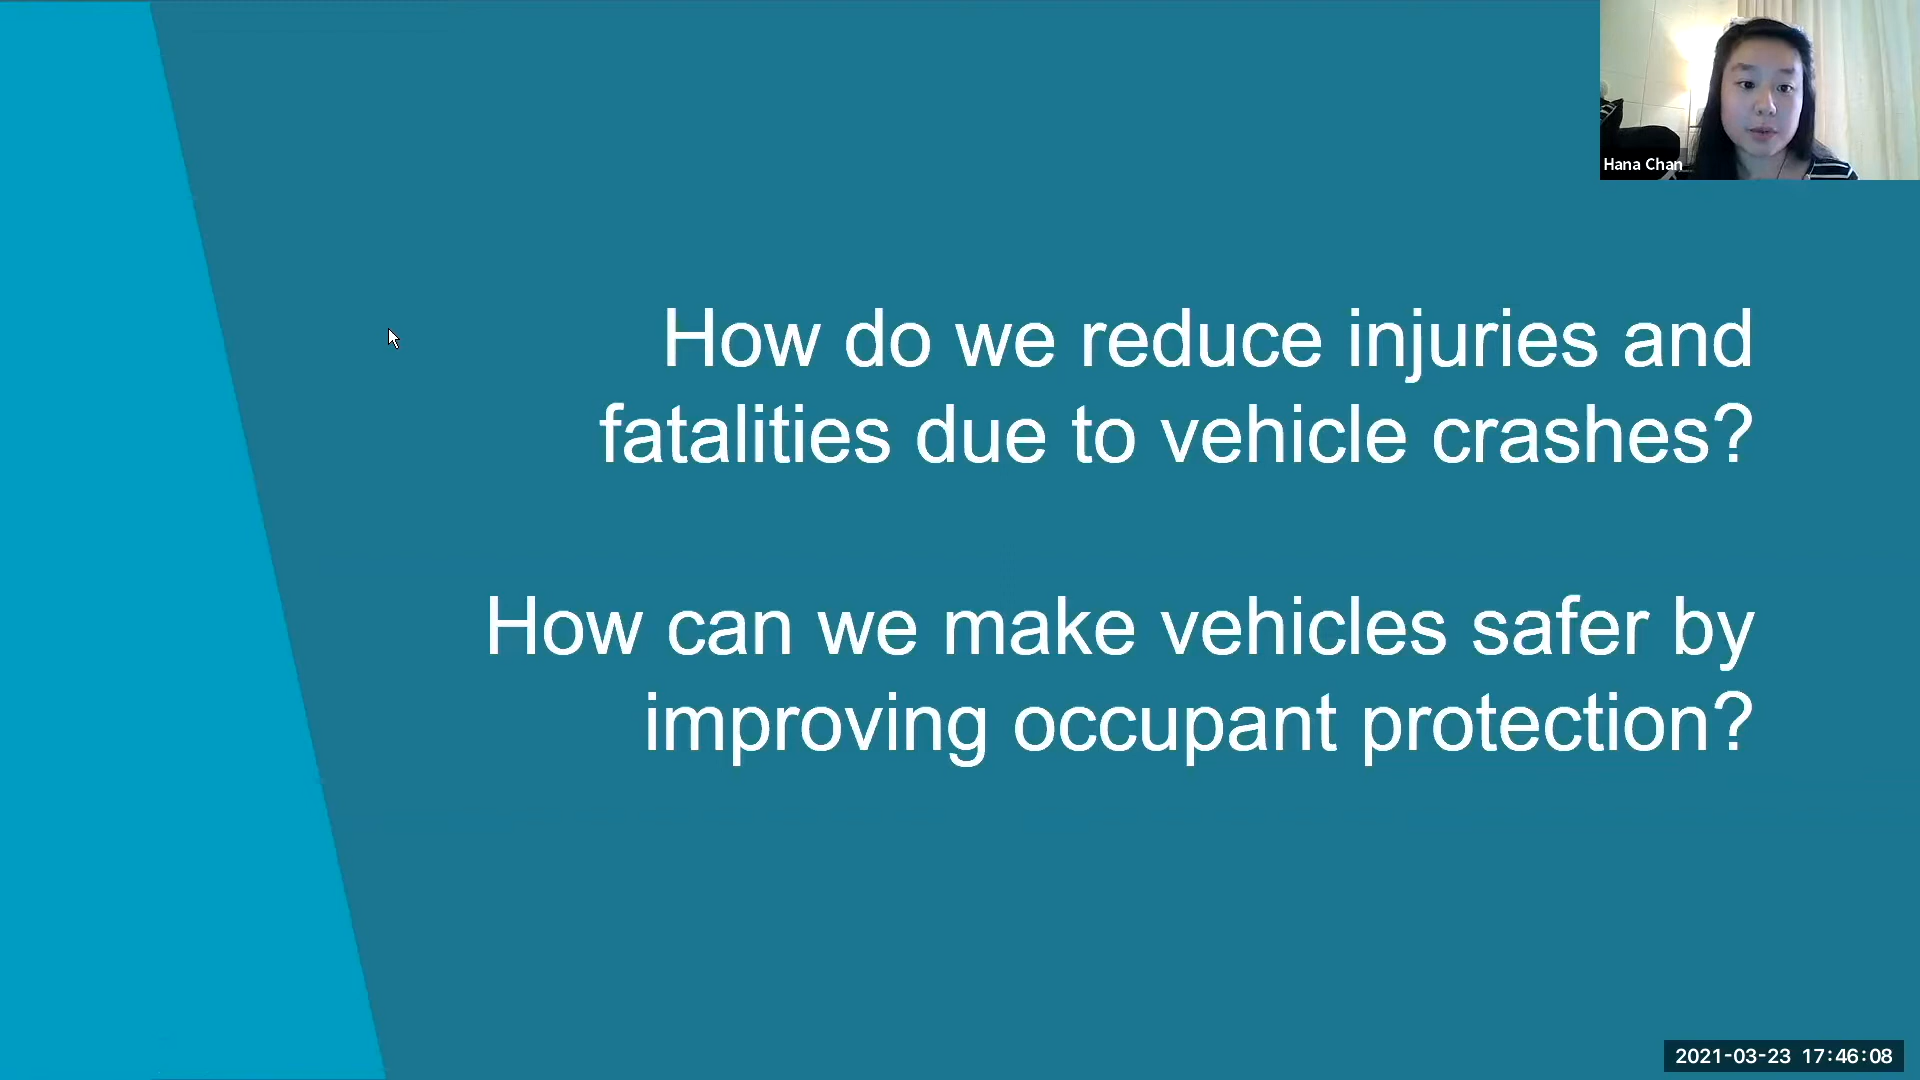 Hana Chan
How do we reduce injuries and
fatalities due to vehicle crashes?
How can we make vehicles safer by
improving occupant protection?
2021-03-23 17:46:08